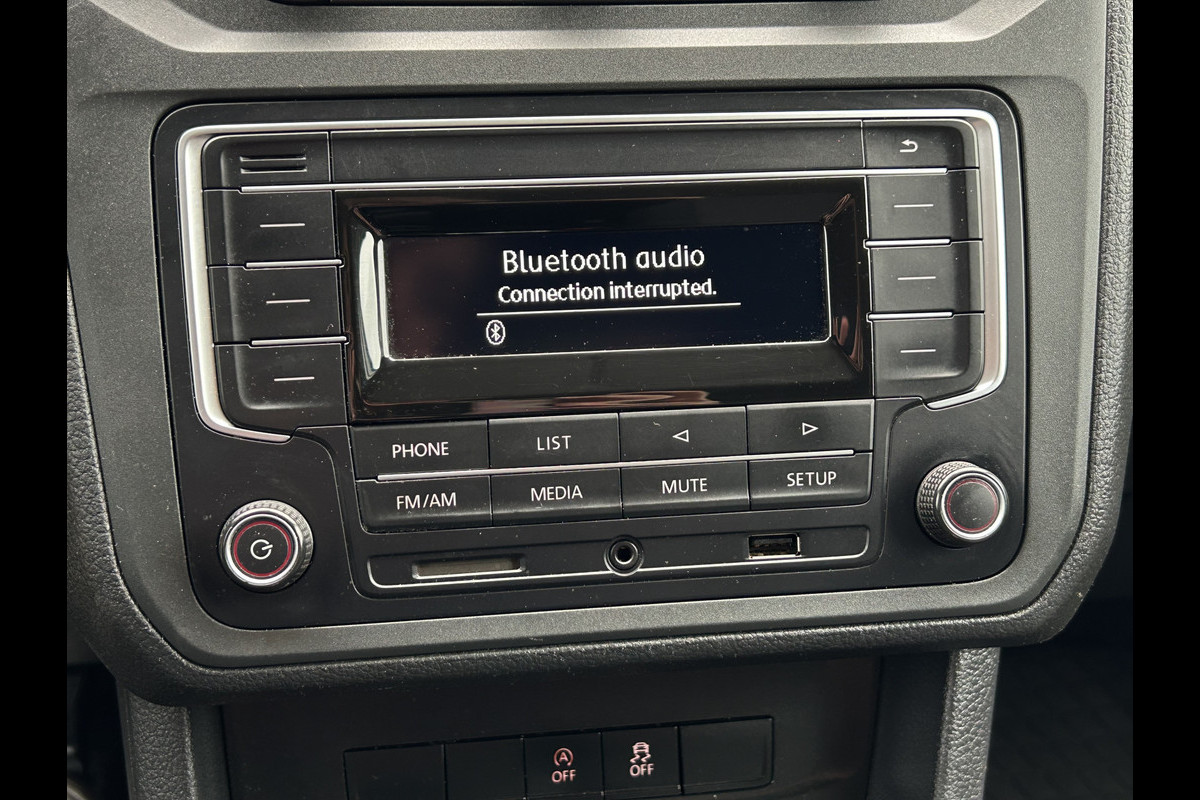 Bluetooth audio
Connection interrupted.
PHONE LIST
FM/AM MEDIA MUTE SETUP
A OFF OFF